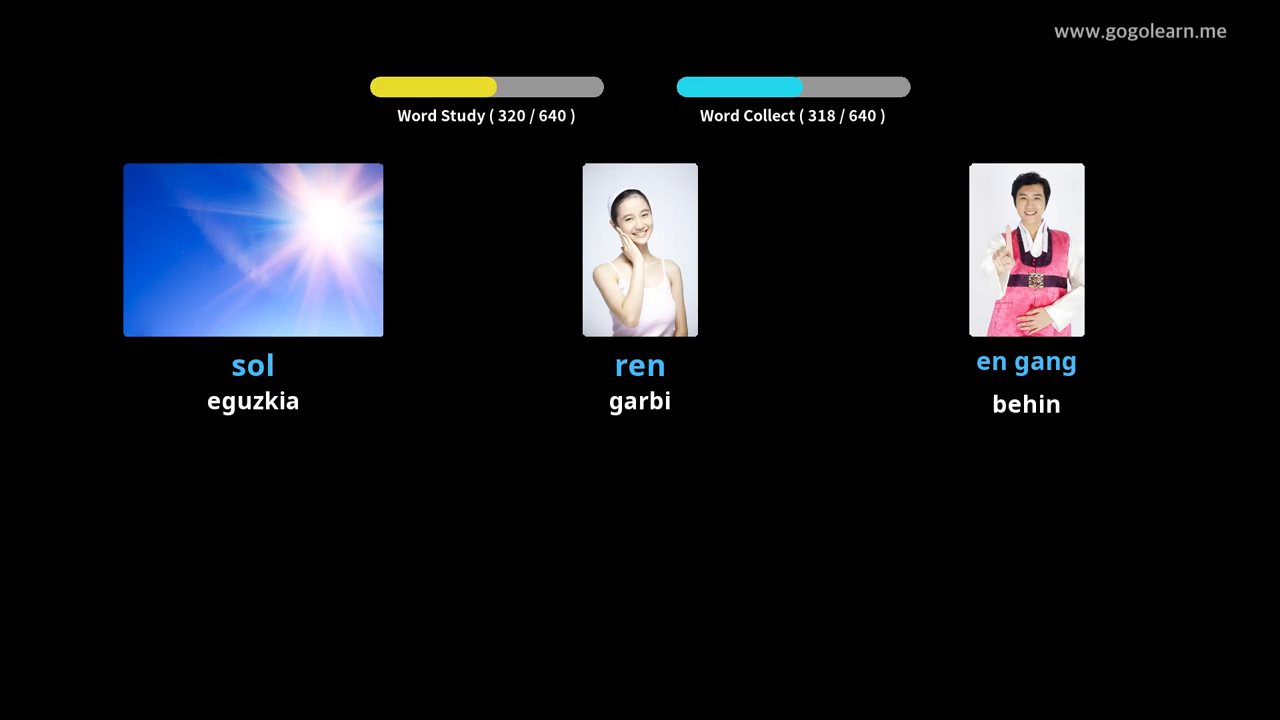 www.gogolearn.me
Word Study ( 320 / 640 )
Word Collect ( 318 / 640 )
sol
eguzkia
ren
garbi
en gang
behin